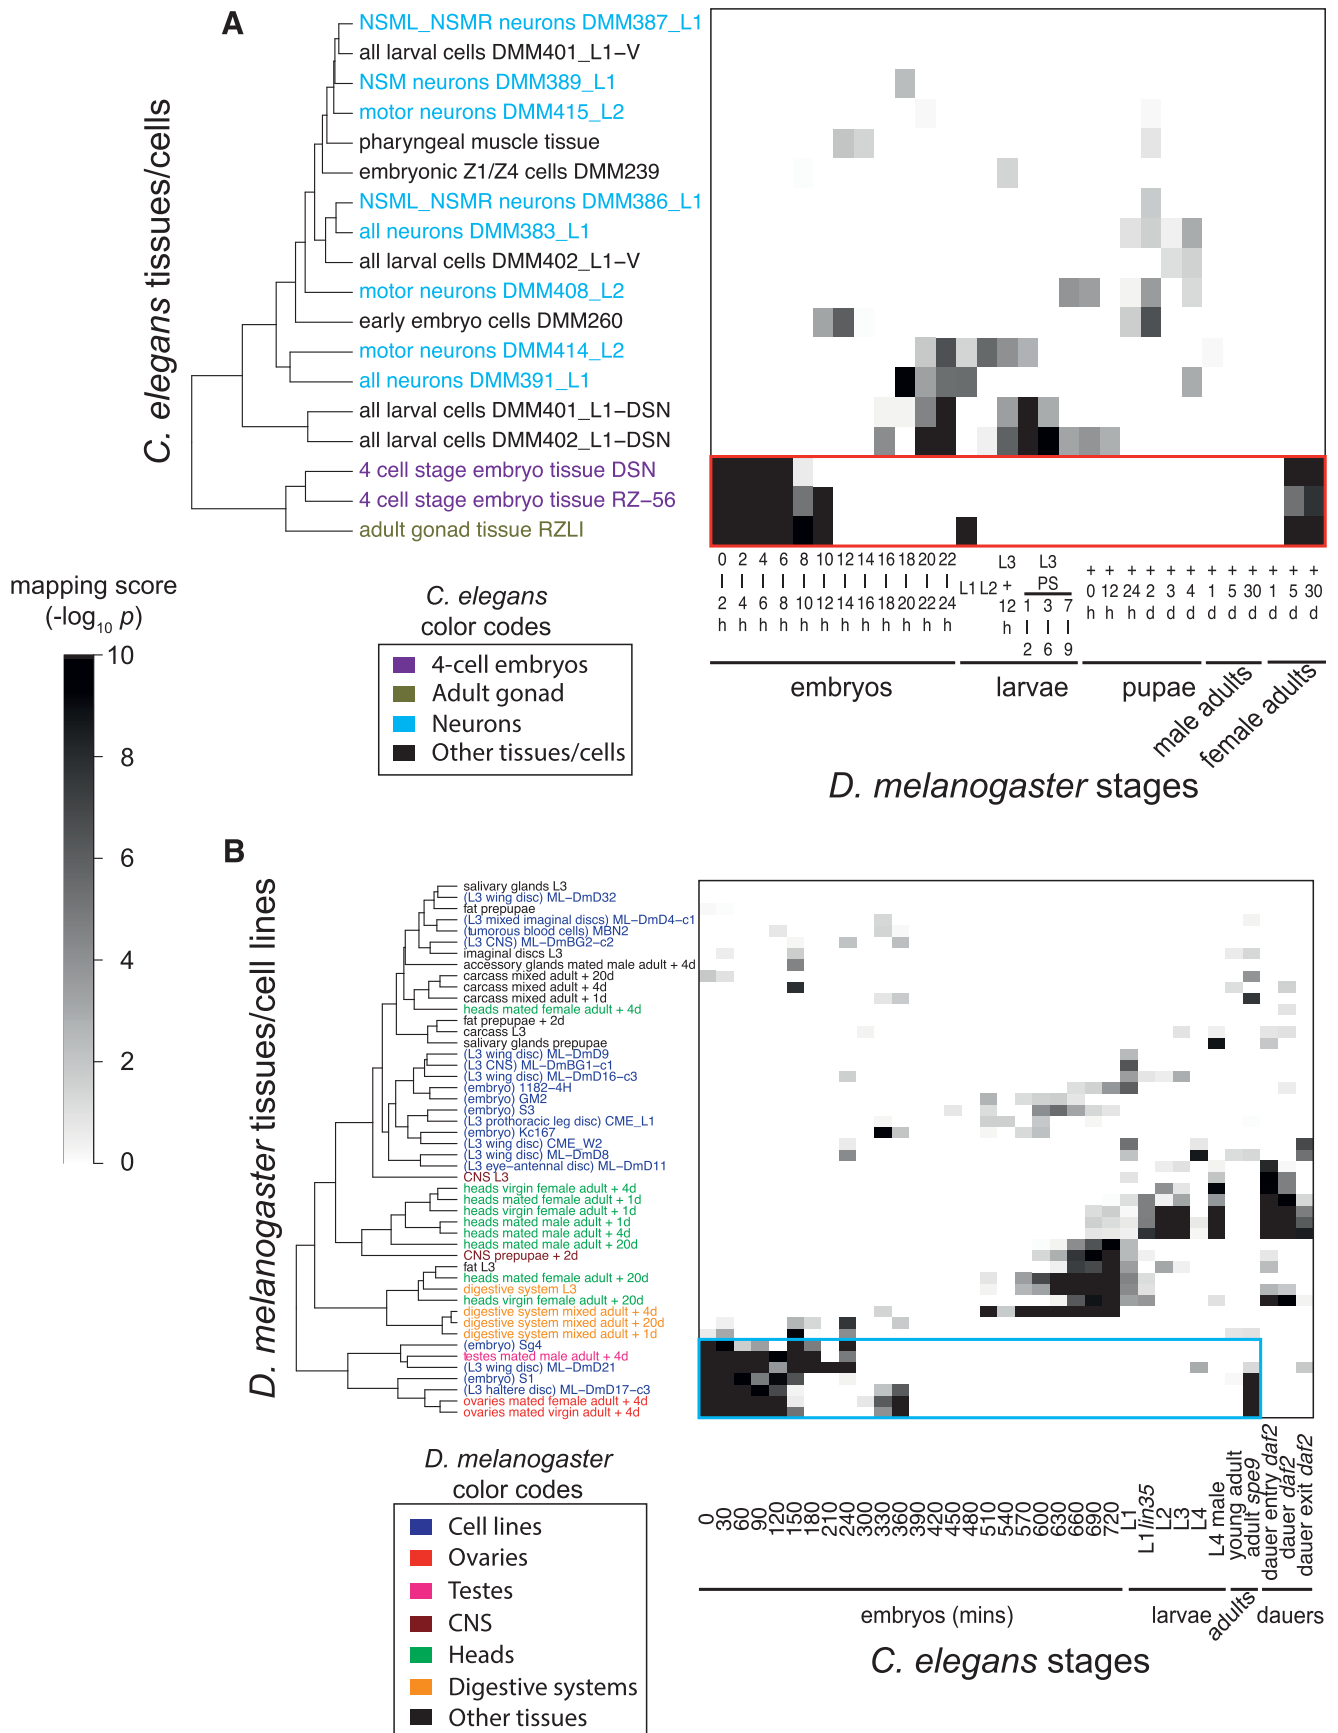 A
C. elegans tissues/cells
NSML_NSMR neurons DMM387_L1
all larval cells DMM401_L1-V
NSM neurons DMM389_L1
motor neurons DMM415_L2
pharyngeal muscle tissue
embryonic Z1/Z4 cells DMM239
NSML_NSMR neurons DMM386_L1
all neurons DMM383_L1
all larval cells DMM402_L1-V
motor neurons DMM408_L2
early embryo cells DMM260
motor neurons DMM414_L2
all neurons DMM391_L1
all larval cells DMM401_L1-DSN
all larval cells DMM402_L1-DSN
4 cell stage embryo tissue DSN
4 cell stage embryo tissue RZ-56
adult gonad tissue RZLI
0 2 4 6 8 10 12 14 16 18 20 22 L3 L3 + + + + + + + + + + + +
L1 L2 + PS 0 12 24 2 3 4 1 5 30 1 5 30
2 4 6 8 10 12 14 16 18 20 22 24 12 1 3 7 h h h d d d d d d d d d
h h h h h h h h h h h h h 2 6 9
embryos larvae pupae male adults female adults
D. melanogaster stages
mapping score
(-log10 p)
10
8
6
4
2
0
C. elegans
color codes
4-cell embryos
Adult gonad
Neurons
Other tissues/cells
B
D. melanogaster tissues/cell lines
salivary glands L3
(L3 wing disc) ML-DmD32
fat prepupae
(L3 mixed imaginal discs) ML-DmD4-c1
(tumorous blood cells) MBN2
(L3 CNS) ML-DmBG2-c2
imaginal discs L3
accessory glands mated male adult + 4d
carcass mixed adult + 20d
carcass mixed adult + 4d
carcass mixed adult + 1d
heads mated female adult + 4d
fat prepupae + 2d
carcass L3
salivary glands prepupae
(L3 wing disc) ML-DmD9
(L3 CNS) ML-DmBG1-c1
(L3 wing disc) ML-DmD16-c3
(embryo) 1182-4H
(embryo) GM2
(embryo) S3
(L3 prothoracic leg disc) CME_L1
(embryo) Kc167
(L3 wing disc) CME_W2
(L3 wing disc) ML-DmD8
(L3 eye-antennal disc) ML-DmD11
CNS L3
heads virgin female adult + 4d
heads mated female adult + 1d
heads virgin female adult + 1d
heads mated male adult + 1d
heads mated male adult + 4d
heads mated male adult + 20d
CNS prepupae + 2d
fat L3
heads mated female adult + 20d
digestive system L3
heads virgin female adult + 20d
digestive system mixed adult + 4d
digestive system mixed adult + 20d
digestive system mixed adult + 1d
(embryo) Sg4
testes mated male adult + 4d
(L3 wing disc) ML-DmD21
(embryo) S1
(L3 haltere disc) ML-DmD17-c3
ovaries mated female adult + 4d
ovaries mated virgin adult + 4d
0 30 60 90 120 150 180 210 240 300 330 360 390 420 450 480 510 540 570 600 630 660 690 720 L1 L1 lin35 L2 L3 L4 L4 male young adult adult spe9 dauer entry daf2 dauer daf2 dauer exit daf2
embryos (mins) larvae adults dauers
C. elegans stages
D. melanogaster
color codes
Cell lines
Ovaries
Testes
CNS
Heads
Digestive systems
Other tissues